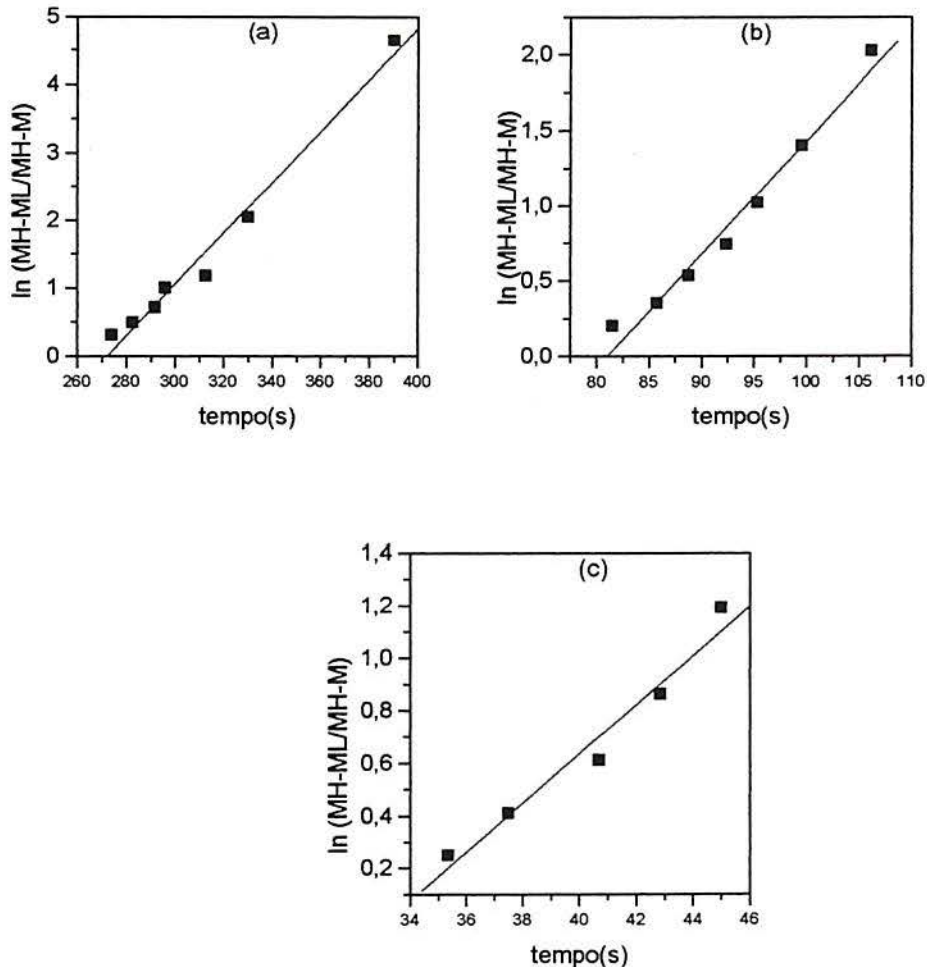 (a)
ln (MH-ML/MH-M)
5
4
3
2
1
0
260 280 300 320 340 360 380 400
tempo(s)
(b)
ln (MH-ML/MH-M)
2,0
1,5
1,0
0,5
0,0
80 85 90 95 100 105 110
tempo(s)
(c)
ln (MH-ML/MH-M)
1,4
1,2
1,0
0,8
0,6
0,4
0,2
34 36 38 40 42 44 46
tempo(s)